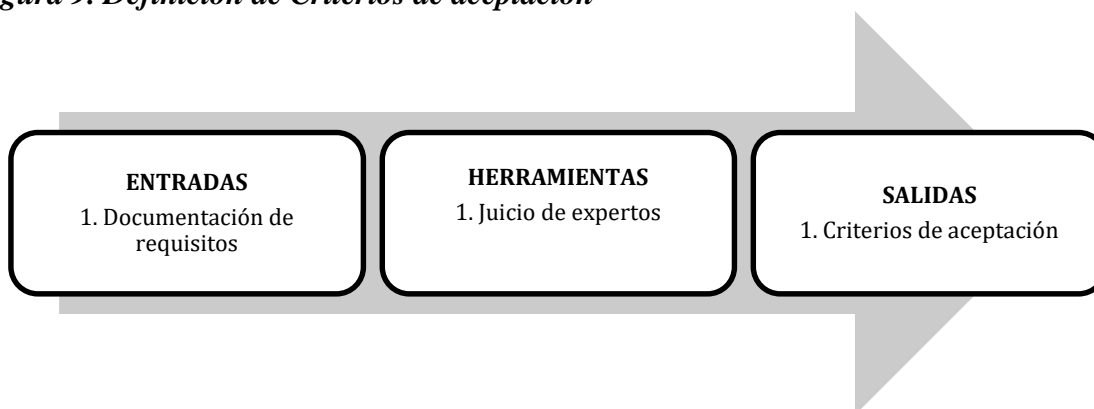 gura 9. Definición de Criterios de aceptación
ENTRADAS
1. Documentación de
requisitos
HERRAMIENTAS
1. Juicio de expertos
SALIDAS
1. Criterios de aceptación